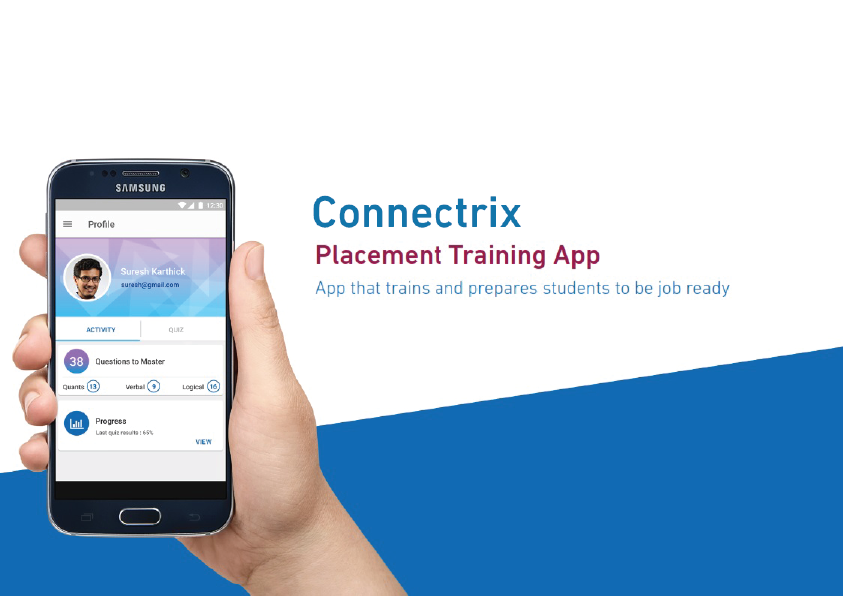 SAMSUNG
12:30
Profile
Suresh Karthick
suresh@gmail.com
ACTIVITY
QUIZ
38 Questions to Master
Quants 13 Verbal 9 Logical 16
Progress
Last quiz results : 65%
VIEW
Connectrix
Placement Training App
App that trains and prepares students to be job ready